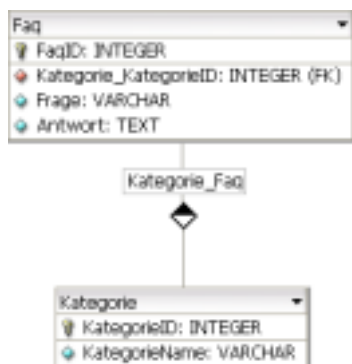 Faq
FaqID: INTEGER
Kategorie_KategorieID: INTEGER (FK)
Frage: VARCHAR
Antwort: TEXT
Kategorie_Faq
Kategorie
KategorieID: INTEGER
KategorieName: VARCHAR